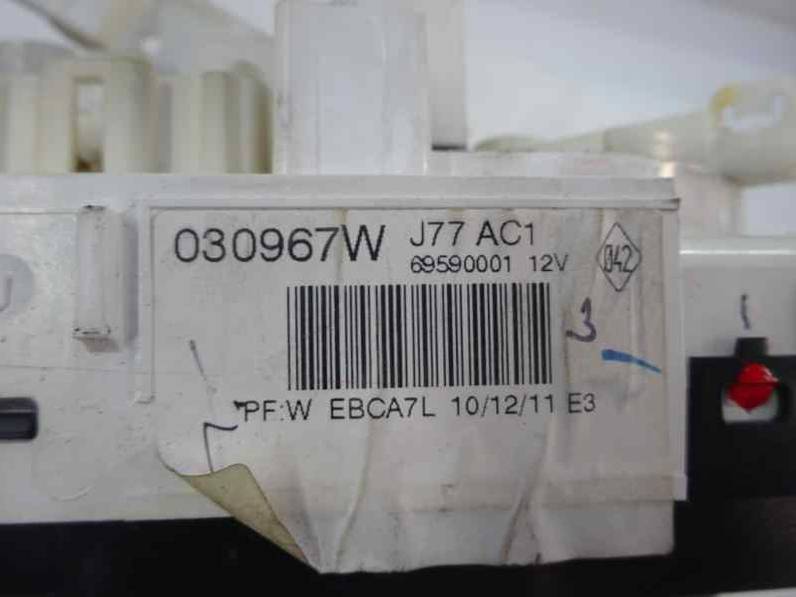 030967W J77 AC1
69590001 12V
042
3
PF:W EBCA7L 10/12/11 E3